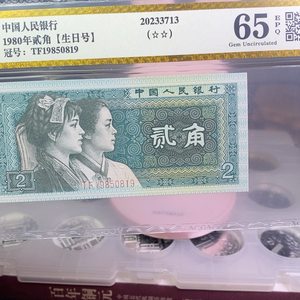 中国人民银行
1980年贰角【生日号】
冠号：TF19850819
20233713
(☆☆)
65 EPQ
Gem Uncirculated
中国人民银行
贰角
2
2
TF19850819